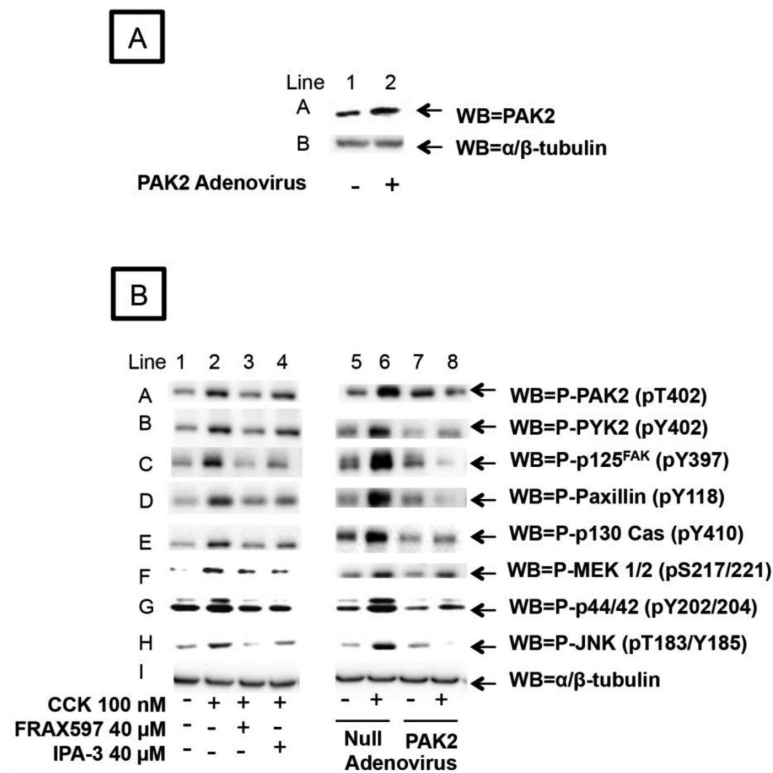 A
Line 1 2
A WB=PAK2
B WB=α/β-tubulin
PAK2 Adenovirus - +
B
Line 1 2 3 4 5 6 7 8
A WB=P-PAK2 (pT402)
B WB=P-PYK2 (pY402)
C WB=P-p125FAK (pY397)
D WB=P-Paxillin (pY118)
E WB=P-p130 Cas (pY410)
F WB=P-MEK 1/2 (pS217/221)
G WB=P-p44/42 (pY202/204)
H WB=P-JNK (pT183/Y185)
I WB=α/β-tubulin
CCK 100 nM - + + + - + - +
FRAX597 40 µM - - + -
IPA-3 40 µM - - - +
Null PAK2
Adenovirus